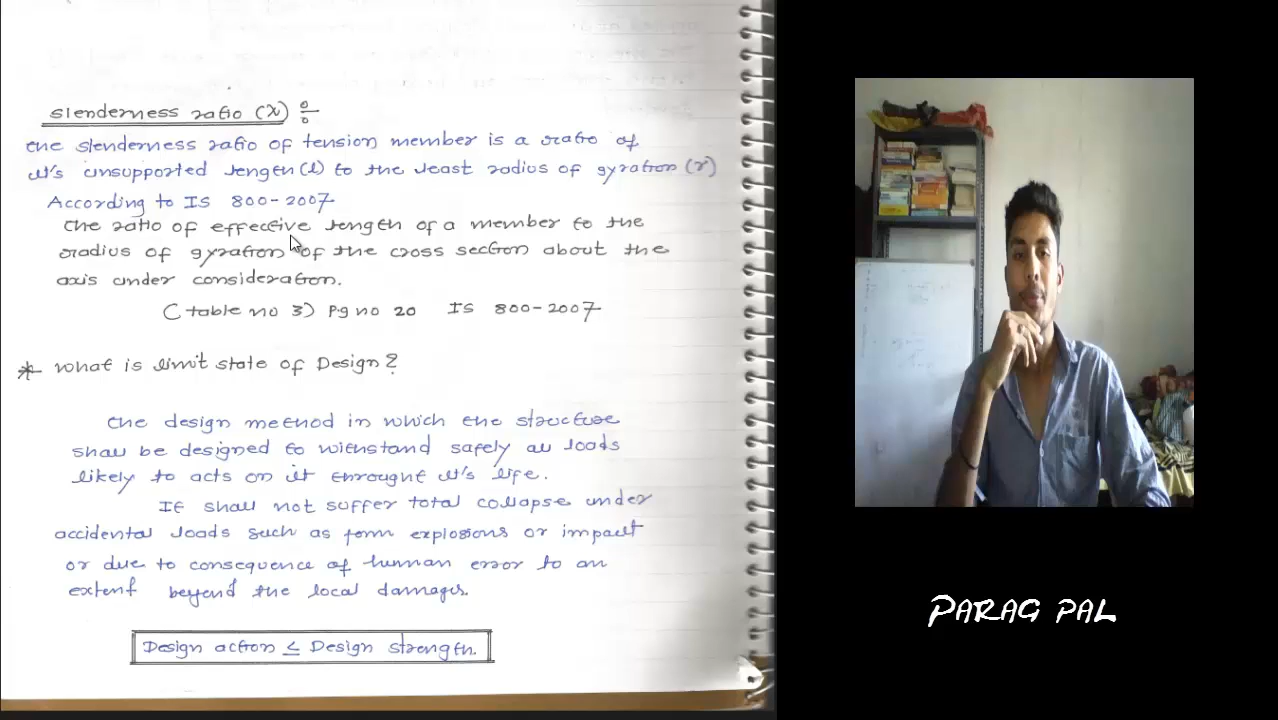 Slenderness ratio (λ) :-
The slenderness ratio of tension member is a ratio of
it's unsupported length (l) to the least radius of gyration (r)
According to IS 800-2007
The ratio of effective length of a member to the
radius of gyration of the cross section about the
axis under consideration.
(table no 3) Pg no 20 IS 800-2007
* What is limit state of Design?
The design method in which the structure
shall be designed to withstand safely all loads
likely to acts on it throught it's life.
It shall not suffer total collapse under
accidental loads such as form explosions or impact
or due to consequence of human error to an
extent beyend the local damages.
Design action ≤ Design strength.
PARAG PAL